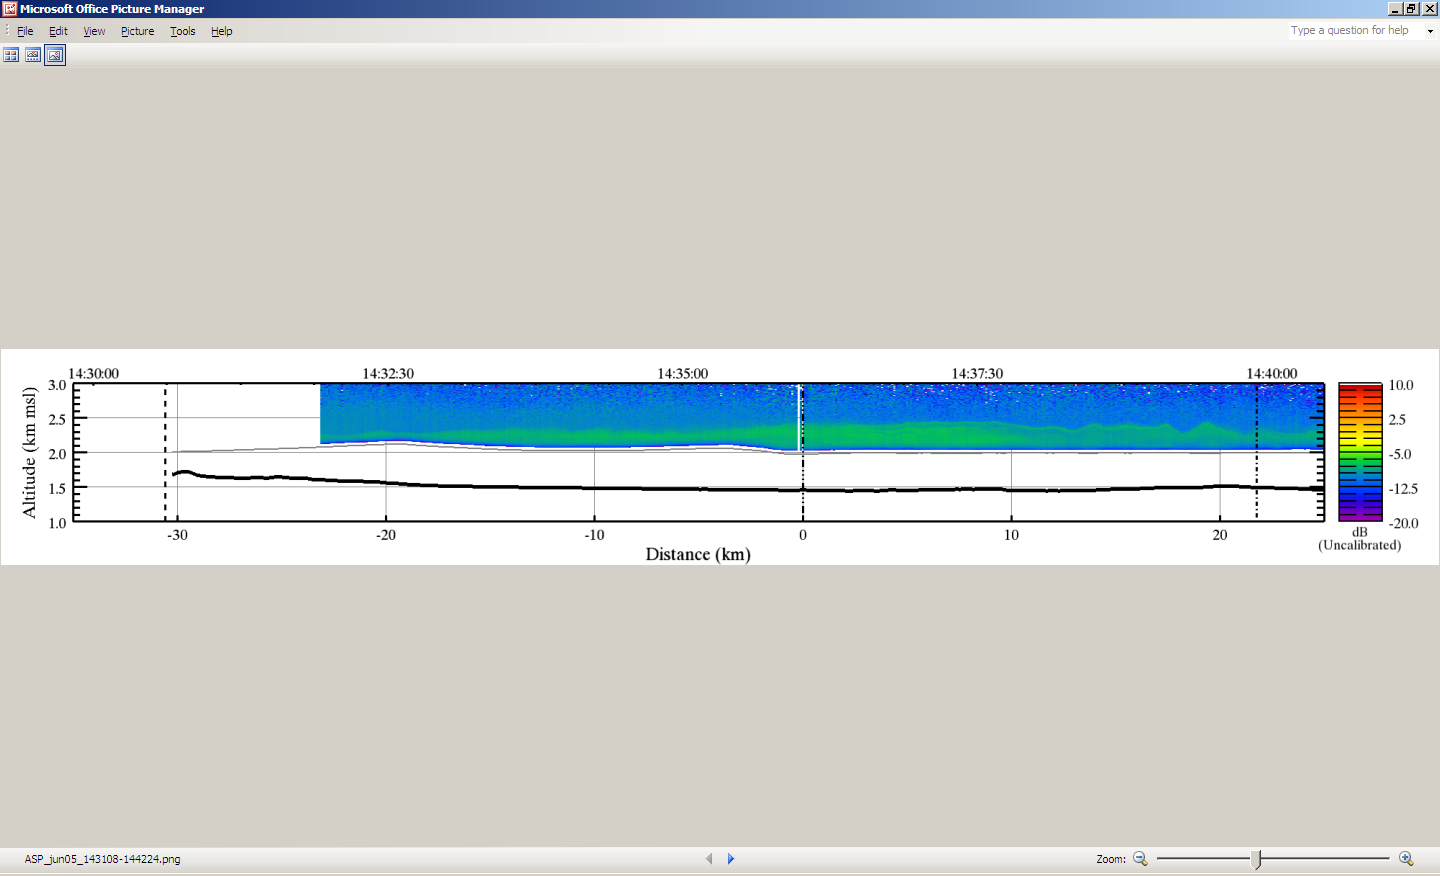 Microsoft Office Picture Manager
File Edit View Picture Tools Help
Type a question for help
14:30:00 14:32:30 14:35:00 14:37:30 14:40:00
3.0
2.5
2.0
1.5
1.0
Altitude (km msl)
-30 -20 -10 0 10 20
Distance (km)
10.0
2.5
-5.0
-12.5
-20.0
dB
(Uncalibrated)
ASP_jun05_143108-144224.png
Zoom: